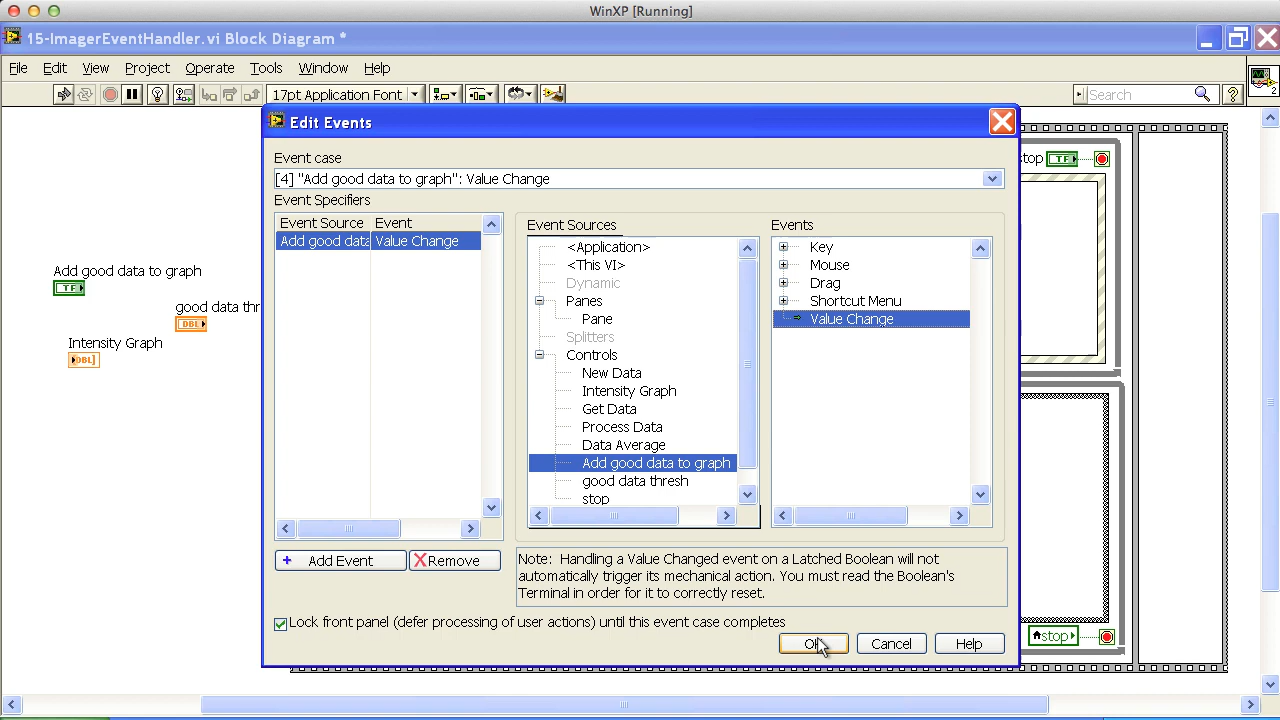 WinXP [Running]
15-ImagerEventHandler.vi Block Diagram *
File Edit View Project Operate Tools Window Help
17pt Application Font
Search
?
2
Edit Events
Event case
[4] "Add good data to graph": Value Change
Event Specifiers
Event Source Event
Add good data Value Change
Event Sources
<Application>
<This VI>
Dynamic
Panes
Pane
Splitters
Controls
New Data
Intensity Graph
Get Data
Process Data
Data Average
Add good data to graph
good data thresh
stop
Events
Key
Mouse
Drag
Shortcut Menu
Value Change
Add Event
Remove
Note: Handling a Value Changed event on a Latched Boolean will not
automatically trigger its mechanical action. You must read the Boolean's
Terminal in order for it to correctly reset.
Lock front panel (defer processing of user actions) until this event case completes
OK Cancel Help
Add good data to graph
TF
good data thr
DBL
Intensity Graph
DBL]
top TF
stop